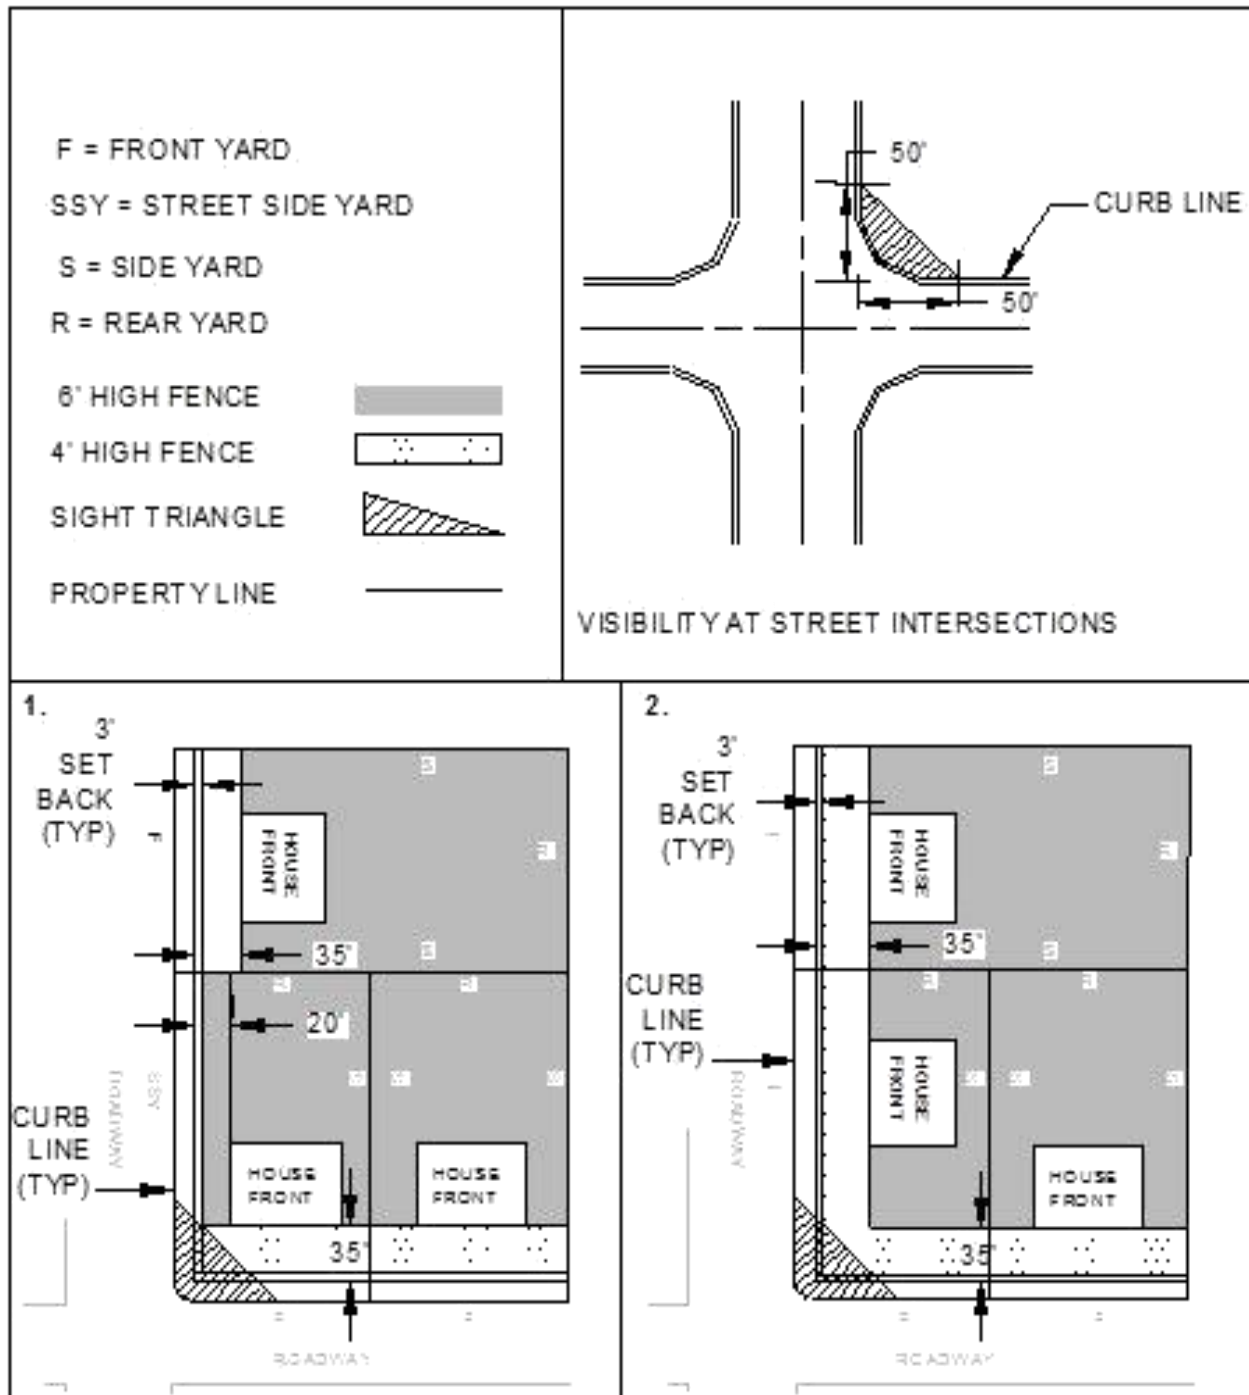 F = FRONT YARD
SSY = STREET SIDE YARD
S = SIDE YARD
R = REAR YARD
6' HIGH FENCE
4' HIGH FENCE
SIGHT TRIANGLE
PROPERTY LINE
50'
CURB LINE
50'
VISIBILITY AT STREET INTERSECTIONS
1.
3'
SET
BACK
(TYP)
F
HOUSE
FRONT
35'
20'
SSY
ROADWAY
CURB
LINE
(TYP)
HOUSE
FRONT
HOUSE
FRONT
35'
ROADWAY
2.
3'
SET
BACK
(TYP)
HOUSE
FRONT
35'
CURB
LINE
(TYP)
HOUSE
FRONT
ROADWAY
HOUSE
FRONT
35'
ROADWAY